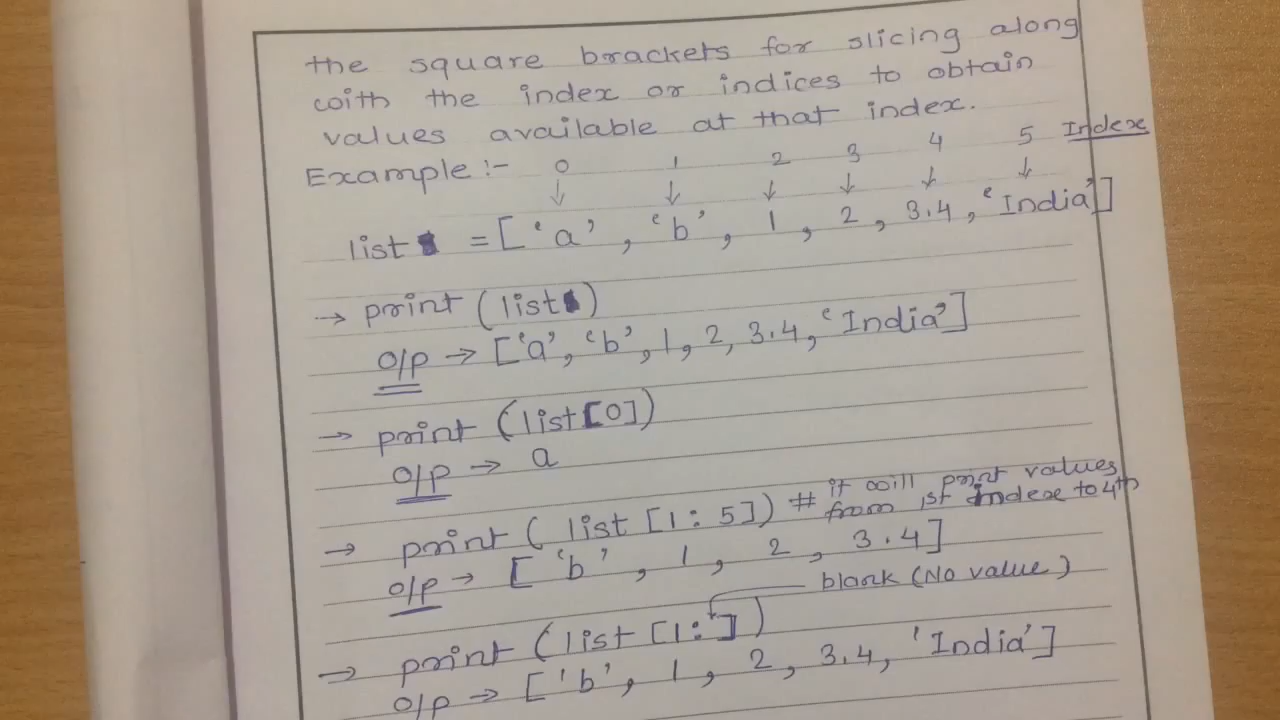 the square brackets for slicing along
with the index or indices to obtain
values available at that index.
Example :- 0 1 2 3 4 5 Index
↓ ↓ ↓ ↓ ↓ ↓
list = ['a', 'b', 1, 2, 3.4, 'India']
→ print (list)
o/p → ['a', 'b', 1, 2, 3.4, 'India']
→ print (list[0])
o/p → a
→ print ( list [1 : 5]) # it will print values
from 1st Index to 4th
o/p → [ 'b' , 1 , 2 , 3.4]
blank (No value)
→ print (list [1: ])
o/p → ['b', 1, 2, 3.4, 'India']